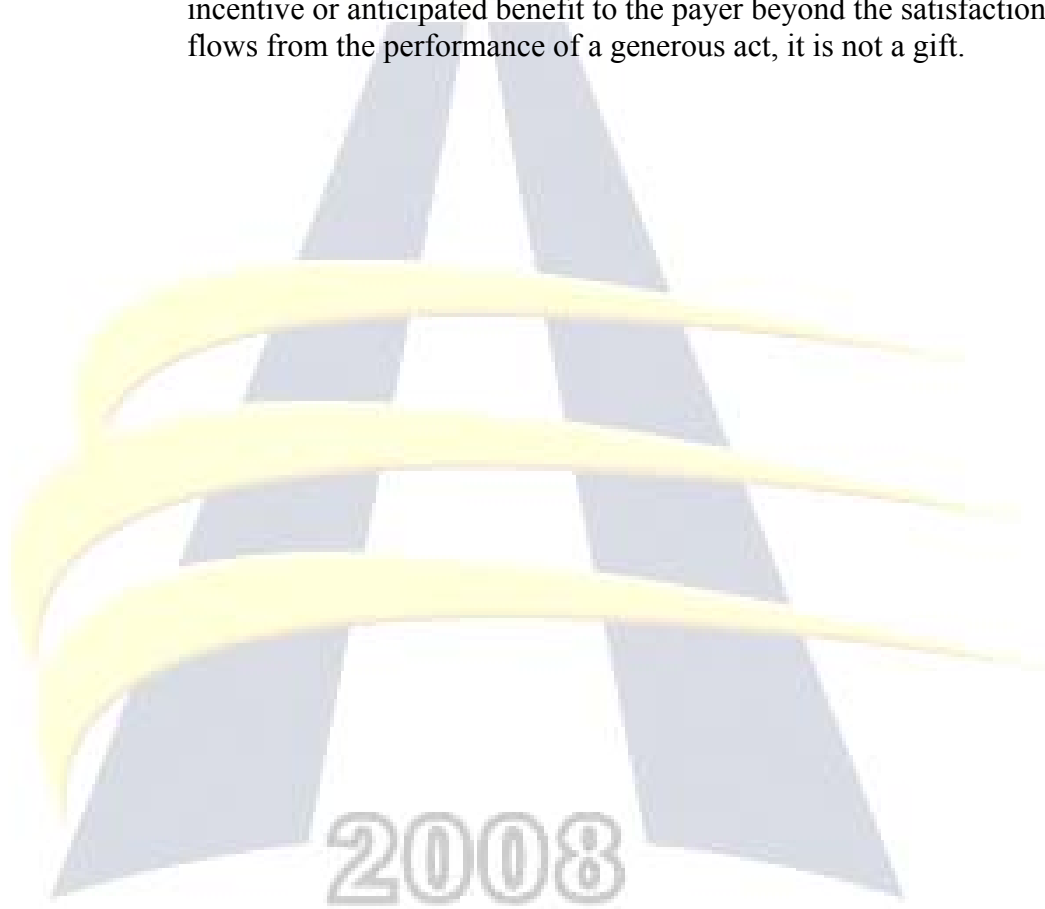 incentive or anticipated benefit to the payer beyond the satisfaction
flows from the performance of a generous act, it is not a gift.
2008